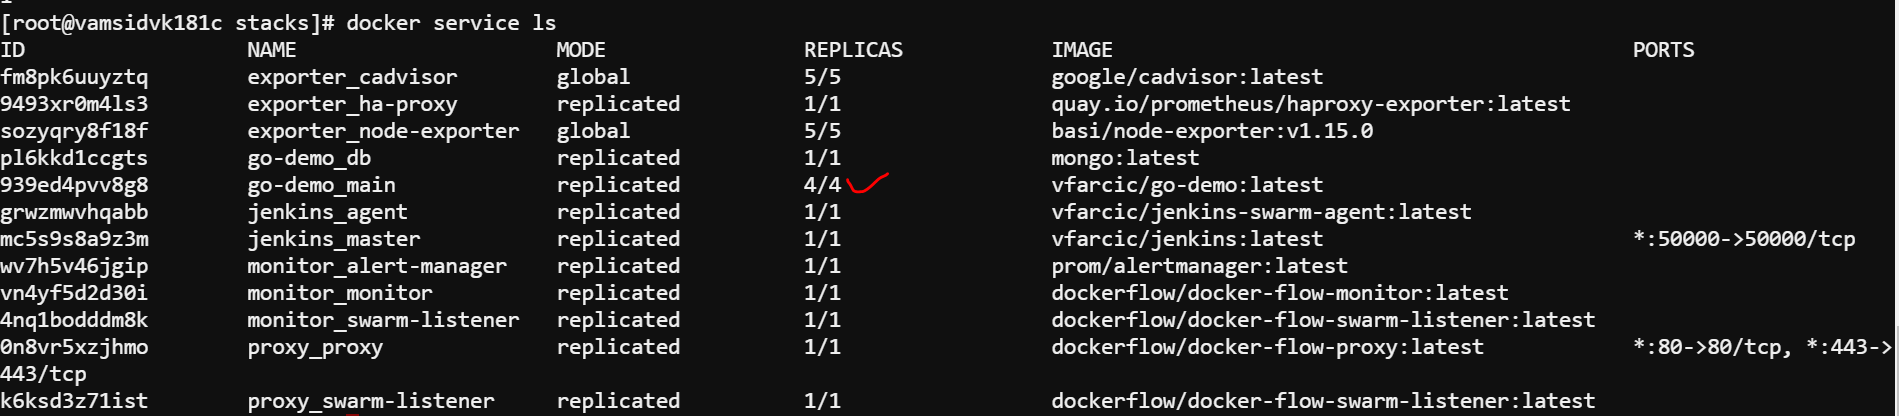 [root@vamsidvk181c stacks]# docker service ls
ID NAME MODE REPLICAS IMAGE PORTS
fm8pk6uuyztq exporter_cadvisor global 5/5 google/cadvisor:latest
9493xr0m4ls3 exporter_ha-proxy replicated 1/1 quay.io/prometheus/haproxy-exporter:latest
sozyqry8f18f exporter_node-exporter global 5/5 basi/node-exporter:v1.15.0
pl6kkd1ccgts go-demo_db replicated 1/1 mongo:latest
939ed4pvv8g8 go-demo_main replicated 4/4 vfarcic/go-demo:latest
grwzmwvhqabb jenkins_agent replicated 1/1 vfarcic/jenkins-swarm-agent:latest
mc5s9s8a9z3m jenkins_master replicated 1/1 vfarcic/jenkins:latest *:50000->50000/tcp
wv7h5v46jgip monitor_alert-manager replicated 1/1 prom/alertmanager:latest
vn4yf5d2d30i monitor_monitor replicated 1/1 dockerflow/docker-flow-monitor:latest
4nq1bodddm8k monitor_swarm-listener replicated 1/1 dockerflow/docker-flow-swarm-listener:latest
0n8vr5xzjhmo proxy_proxy replicated 1/1 dockerflow/docker-flow-proxy:latest *:80->80/tcp, *:443->
443/tcp
k6ksd3z71ist proxy_swarm-listener replicated 1/1 dockerflow/docker-flow-swarm-listener:latest